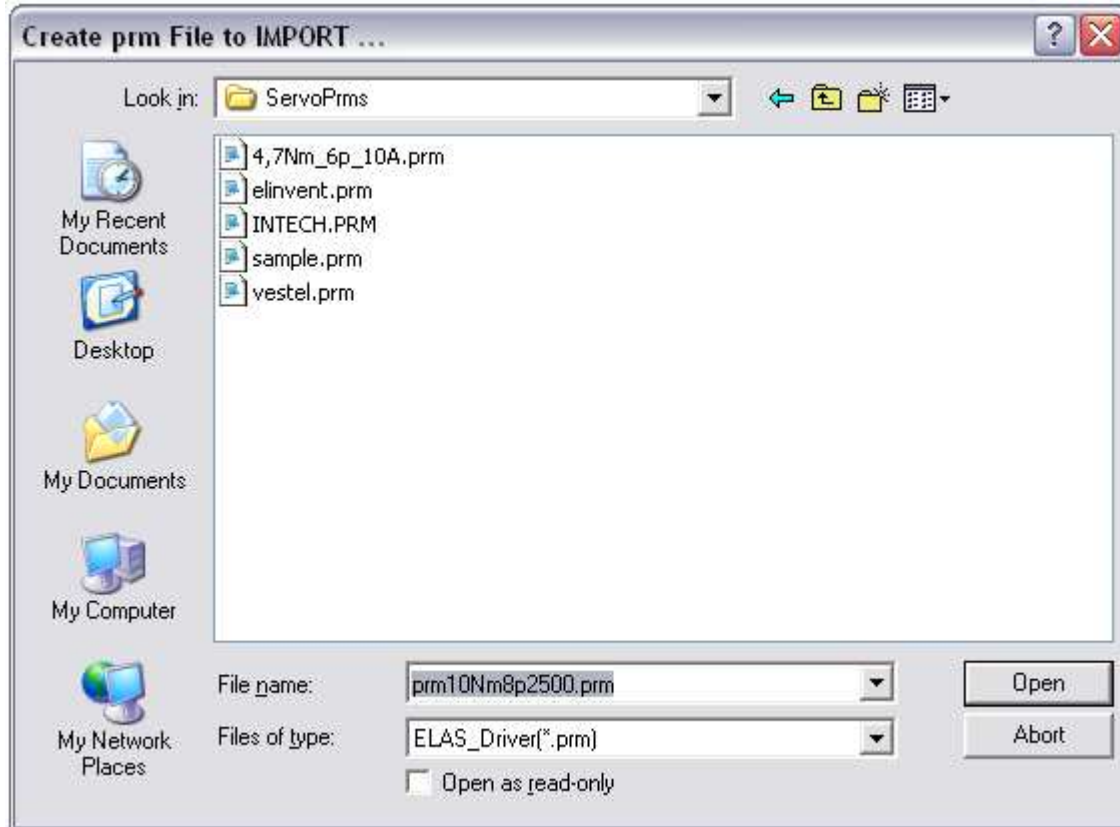 Create prm File to IMPORT ...
Look in: ServoPrms
4,7Nm_6p_10A.prm
elinvent.prm
INTECH.PRM
sample.prm
vestel.prm
My Recent
Documents
Desktop
My Documents
My Computer
My Network
Places
File name: prm10Nm8p2500.prm Open
Files of type: ELAS_Driver(*.prm) Abort
Open as read-only